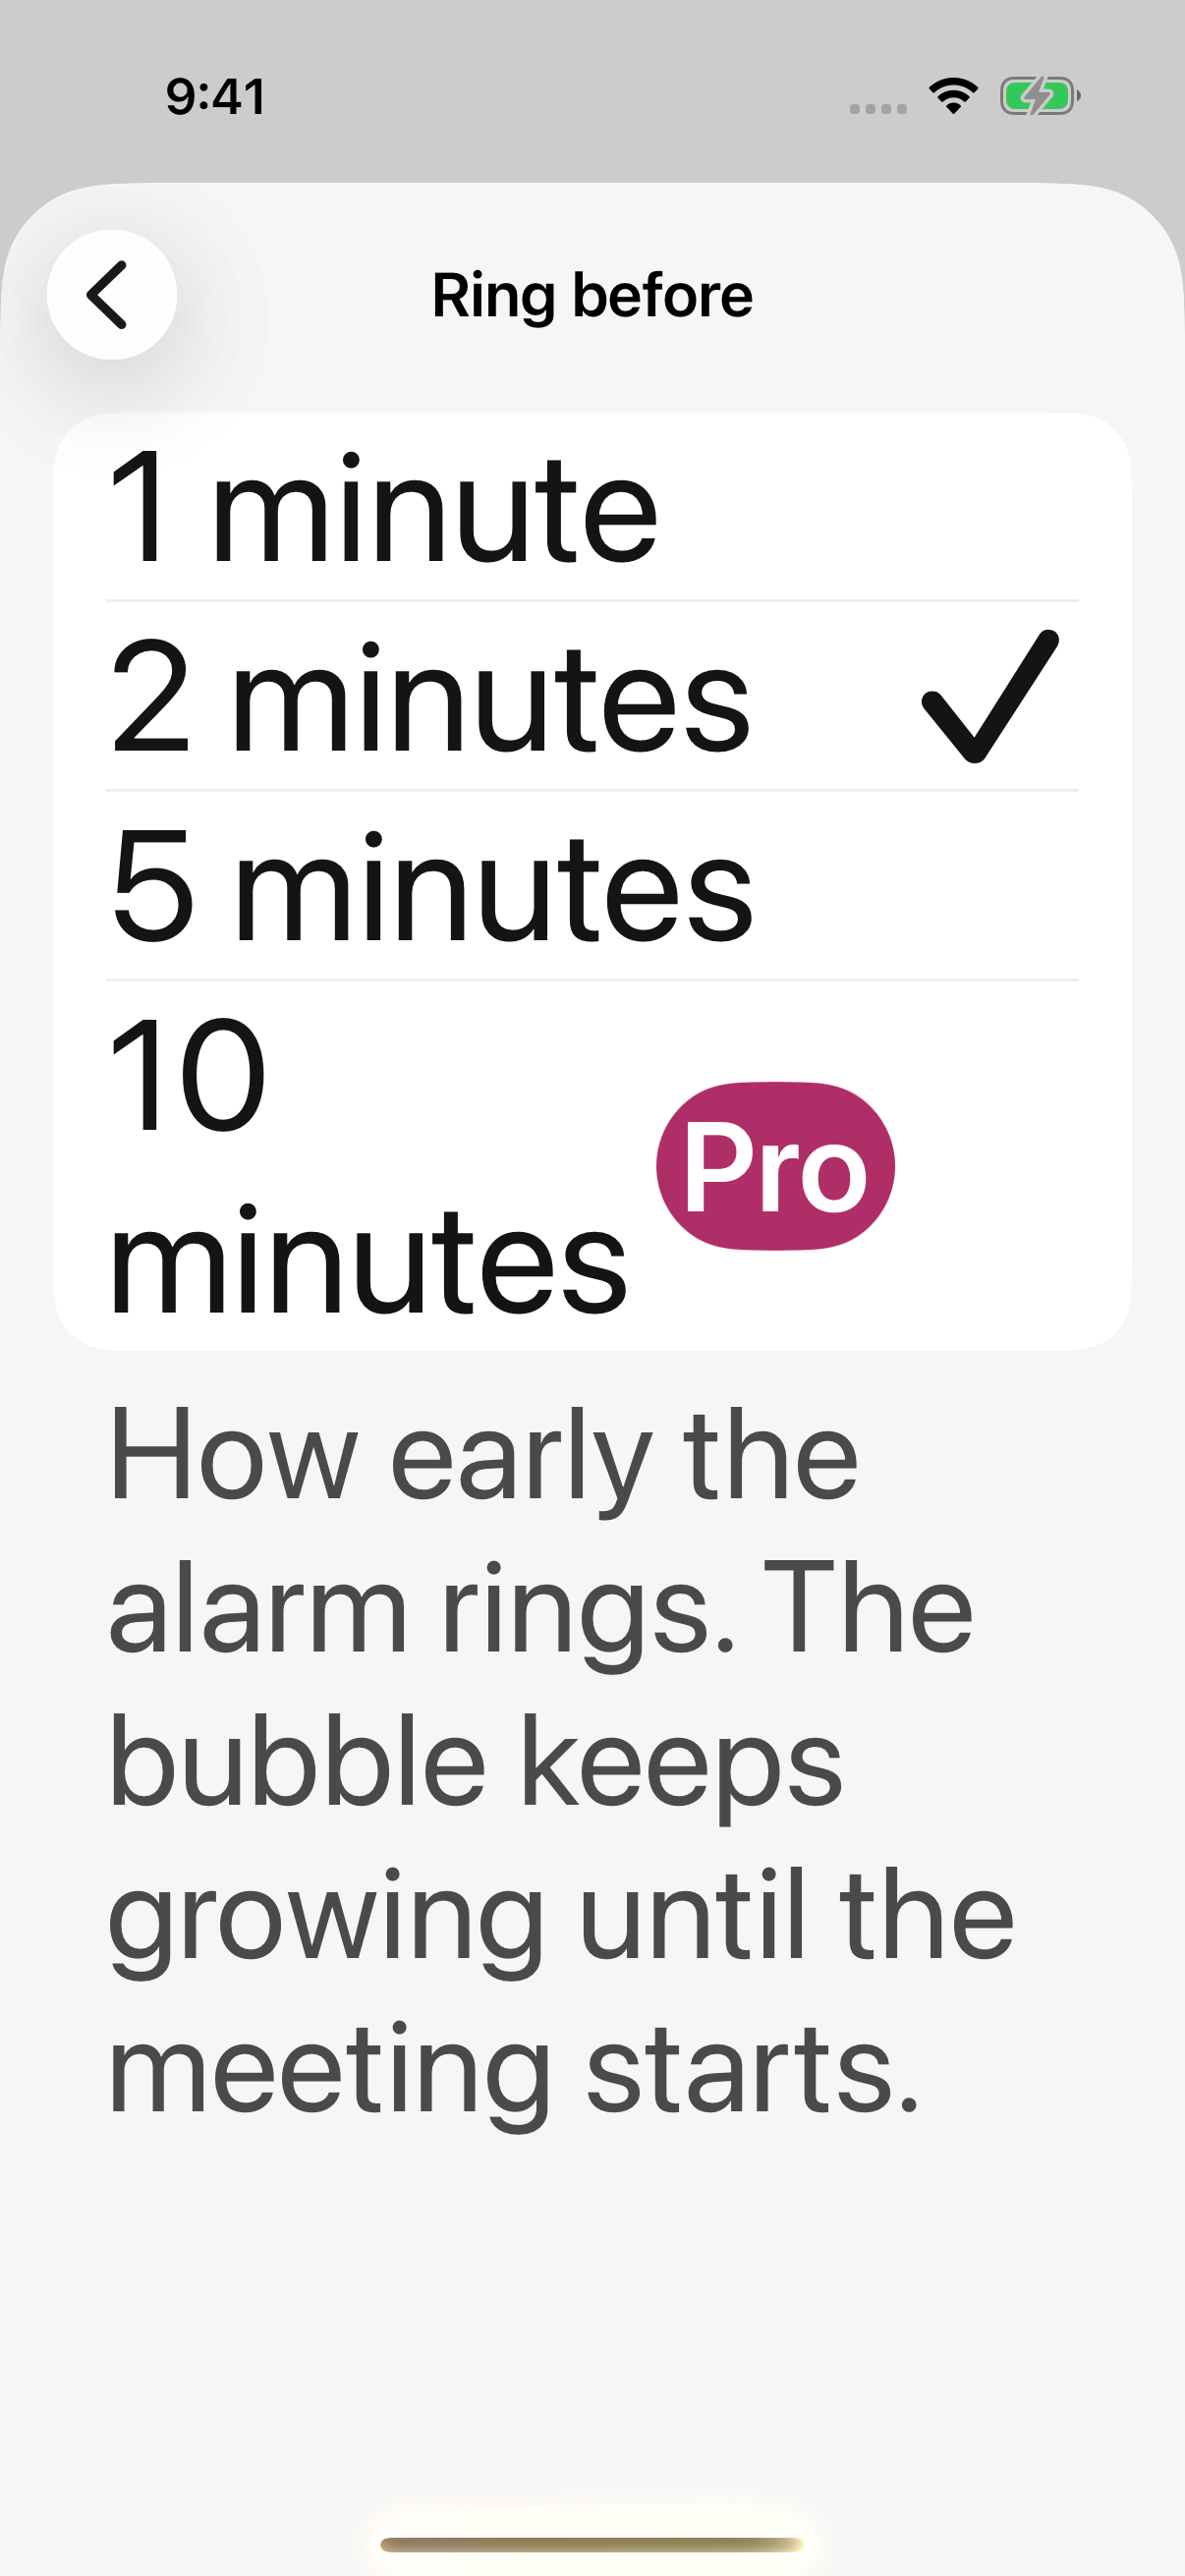 9:41
Ring before
1 minute
2 minutes
5 minutes
10
minutes
Pro
How early the
alarm rings. The
bubble keeps
growing until the
meeting starts.